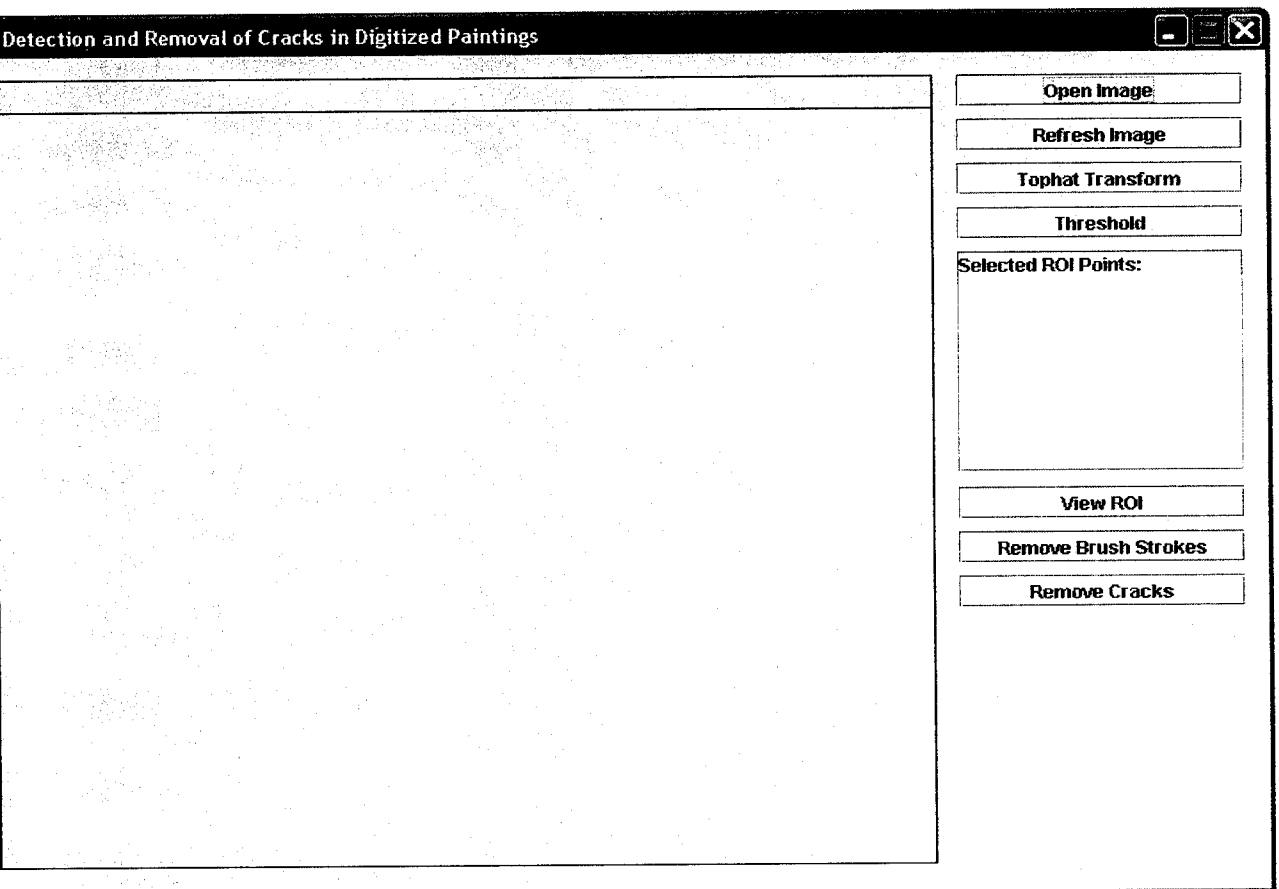 Detection and Removal of Cracks in Digitized Paintings
Open Image
Refresh Image
Tophat Transform
Threshold
Selected ROI Points:
View ROI
Remove Brush Strokes
Remove Cracks